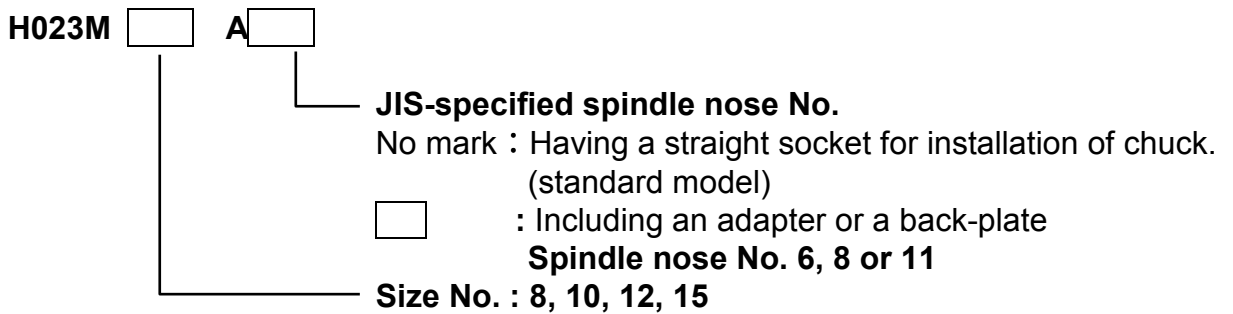 H023M A
JIS-specified spindle nose No.
No mark：Having a straight socket for installation of chuck.
(standard model)
: Including an adapter or a back-plate
Spindle nose No. 6, 8 or 11
Size No. : 8, 10, 12, 15